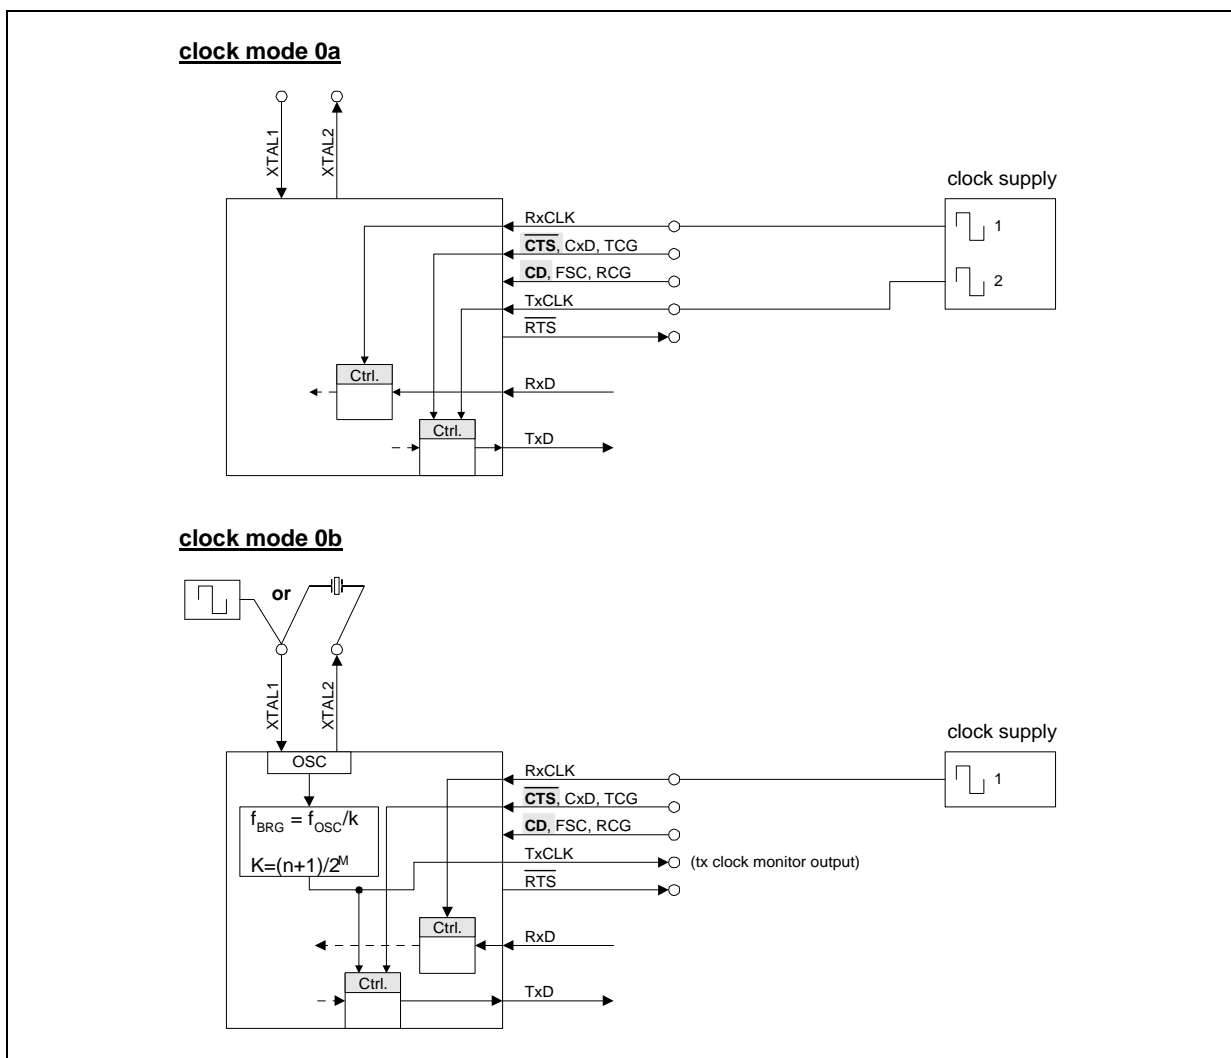 clock mode 0a
XTAL1
XTAL2
clock supply
RxCLK
1
CTS, CxD, TCG
CD, FSC, RCG
2
TxCLK
RTS
Ctrl.
RxD
Ctrl.
TxD
clock mode 0b
or
XTAL1
XTAL2
clock supply
OSC
RxCLK
1
CTS, CxD, TCG
fBRG = fOSC/k
CD, FSC, RCG
K=(n+1)/2^M
TxCLK
(tx clock monitor output)
RTS
Ctrl.
RxD
Ctrl.
TxD